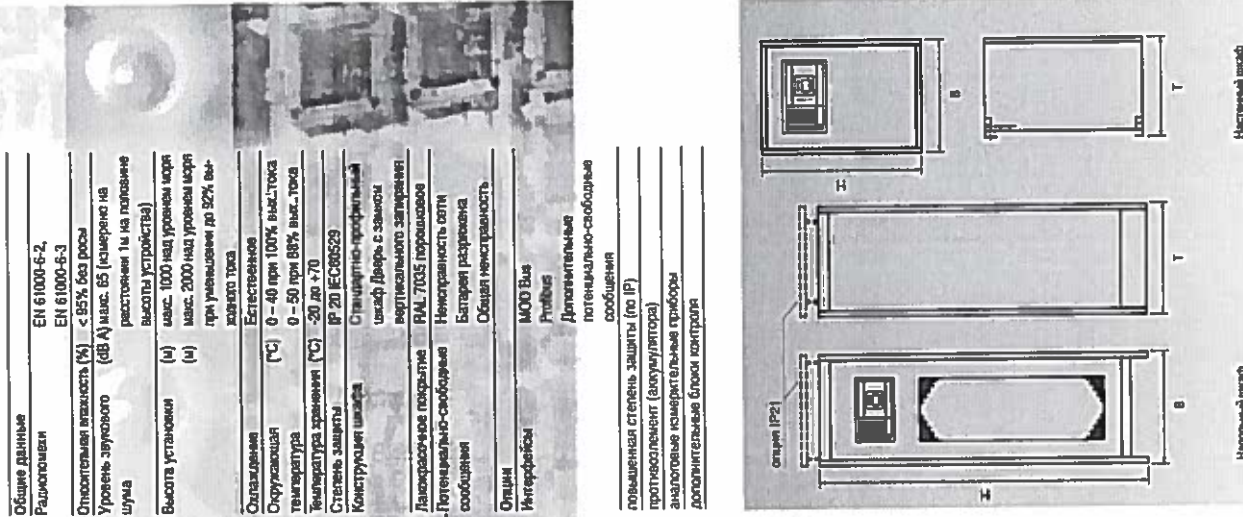 Общие данные
Радиопомехи EN 61000-6-2,
EN 61000-6-3
Относительная влажность (%) < 95% без росы
Уровень звукового (dB A) макс. 65 (измерено на
шума расстоянии 1м на половине
высоты устройства)
Высота установки (м) макс. 1000 над уровнем моря
(м) макс. 2000 над уровнем моря
при уменьшении до 92% вы-
ходного тока
Охлаждение Естественное
Окружающая (°C) 0 – 40 при 100% вых..тока
температура 0 – 50 при 88% вых..тока
Температура хранения (°C) -20 до +70
Степень защиты IP 20 IEC60529
Конструкция шкафа Стандартно-профильный
шкаф Дверь с замком
вертикального запирания
Лакокрасочное покрытие RAL 7035 порошковое
Потенциально-свободные Неисправность сети
сообщения Батарея разряжена
Общая неисправность
Опции
Интерфейсы MOD Bus
Profibus
Дополнительные
потенциально-свободные
сообщения
повышенная степень защиты (по IP)
противоэлемент (аккумулятора)
аналоговые измерительные приборы
дополнительные блоки контроля
опция IP21
H
B
T
Напольный шкаф
H
B
T
Настенный шкаф